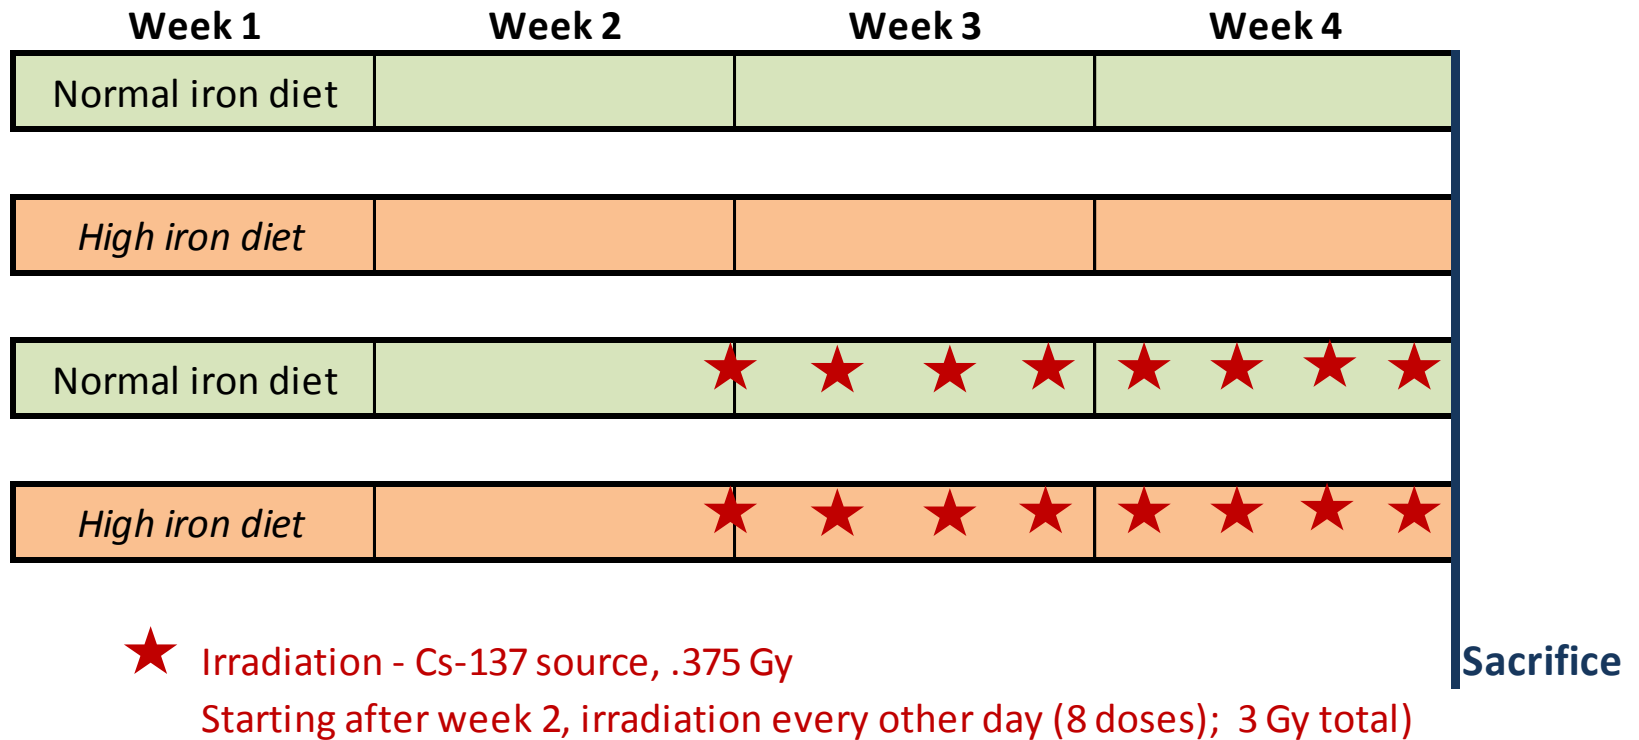 Week 1 Week 2 Week 3 Week 4
Normal iron diet
High iron diet
Normal iron diet
High iron diet
Irradiation - Cs-137 source, .375 Gy
Sacrifice
Starting after week 2, irradiation every other day (8 doses); 3 Gy total)